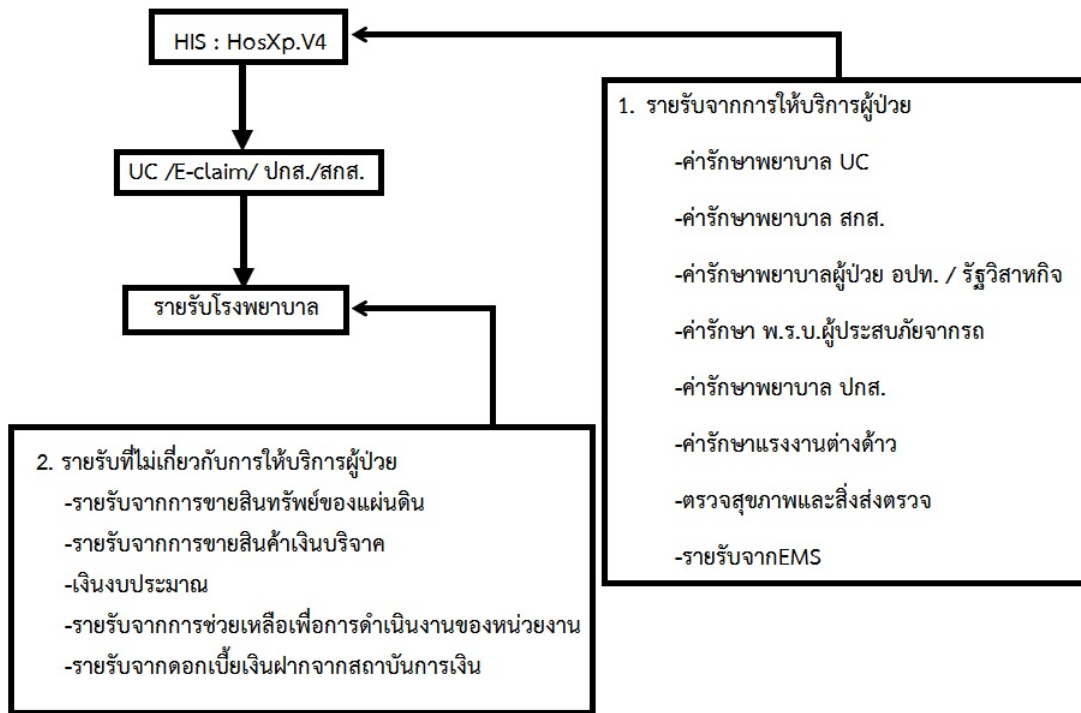 HIS : HosXp.V4
UC /E-claim/ ปกส./สกส.
รายรับโรงพยาบาล
1. รายรับจากการให้บริการผู้ป่วย
-ค่ารักษาพยาบาล UC
-ค่ารักษาพยาบาล สกส.
-ค่ารักษาพยาบาลผู้ป่วย อปท. / รัฐวิสาหกิจ
-ค่ารักษา พ.ร.บ.ผู้ประสบภัยจากรถ
-ค่ารักษาพยาบาล ปกส.
-ค่ารักษาแรงงานต่างด้าว
-ตรวจสุขภาพและสิ่งส่งตรวจ
-รายรับจากEMS
2. รายรับที่ไม่เกี่ยวกับการให้บริการผู้ป่วย
-รายรับจากการขายสินทรัพย์ของแผ่นดิน
-รายรับจากการขายสินค้าเงินบริจาค
-เงินงบประมาณ
-รายรับจากการช่วยเหลือเพื่อการดำเนินงานของหน่วยงาน
-รายรับจากดอกเบี้ยเงินฝากจากสถาบันการเงิน